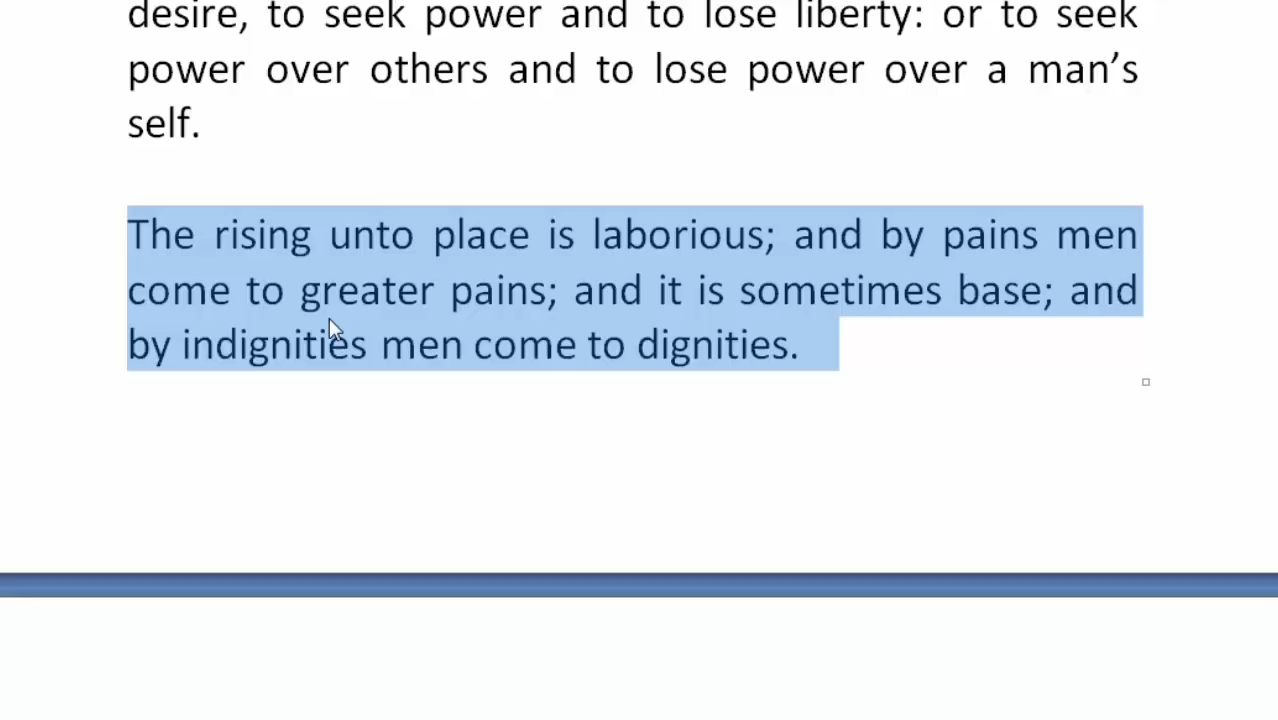 desire, to seek power and to lose liberty: or to seek
power over others and to lose power over a man’s
self.
The rising unto place is laborious; and by pains men
come to greater pains; and it is sometimes base; and
by indignities men come to dignities.